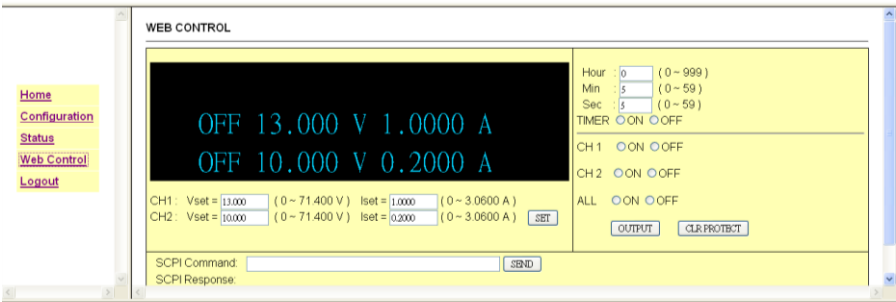 WEB CONTROL
Home
Configuration
Status
Web Control
Logout
OFF 13.000 V 1.0000 A
OFF 10.000 V 0.2000 A
CH1 : Vset = 13.000 ( 0 ~ 71.400 V ) Iset = 1.0000 ( 0 ~ 3.0600 A )
CH2 : Vset = 10.000 ( 0 ~ 71.400 V ) Iset = 0.2000 ( 0 ~ 3.0600 A ) SET
Hour : 0 ( 0 ~ 999 )
Min : 5 ( 0 ~ 59 )
Sec : 5 ( 0 ~ 59 )
TIMER ON OFF
CH 1 ON OFF
CH 2 ON OFF
ALL ON OFF
OUTPUT CLR PROTECT
SCPI Command: SEND
SCPI Response: